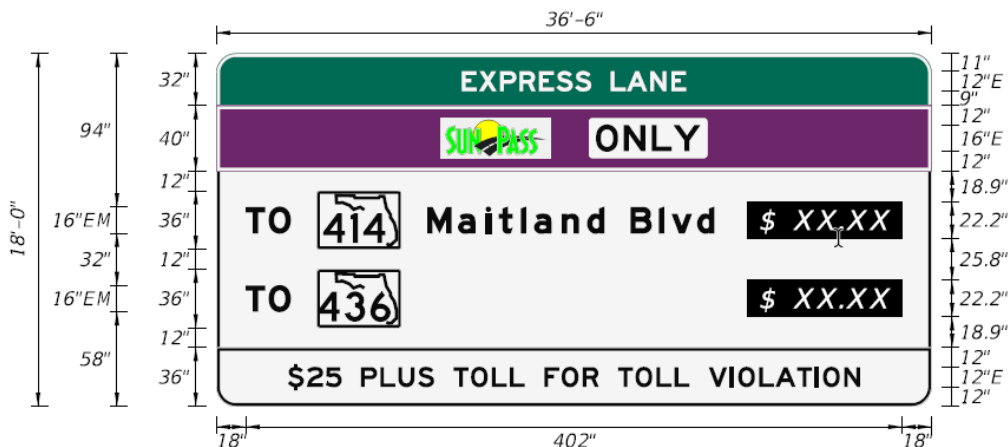 36'-6"
EXPRESS LANE
SUNPASS ONLY
TO 414 Maitland Blvd $ XX.XX
TO 436 $ XX.XX
$25 PLUS TOLL FOR TOLL VIOLATION
18'-0"
94"
16"EM
32"
16"EM
58"
32"
40"
12"
36"
12"
36"
12"
36"
11"
12"E
9"
12"
16"E
12"
18.9"
22.2"
25.8"
22.2"
18.9"
12"
12"E
12"
18" 402" 18"